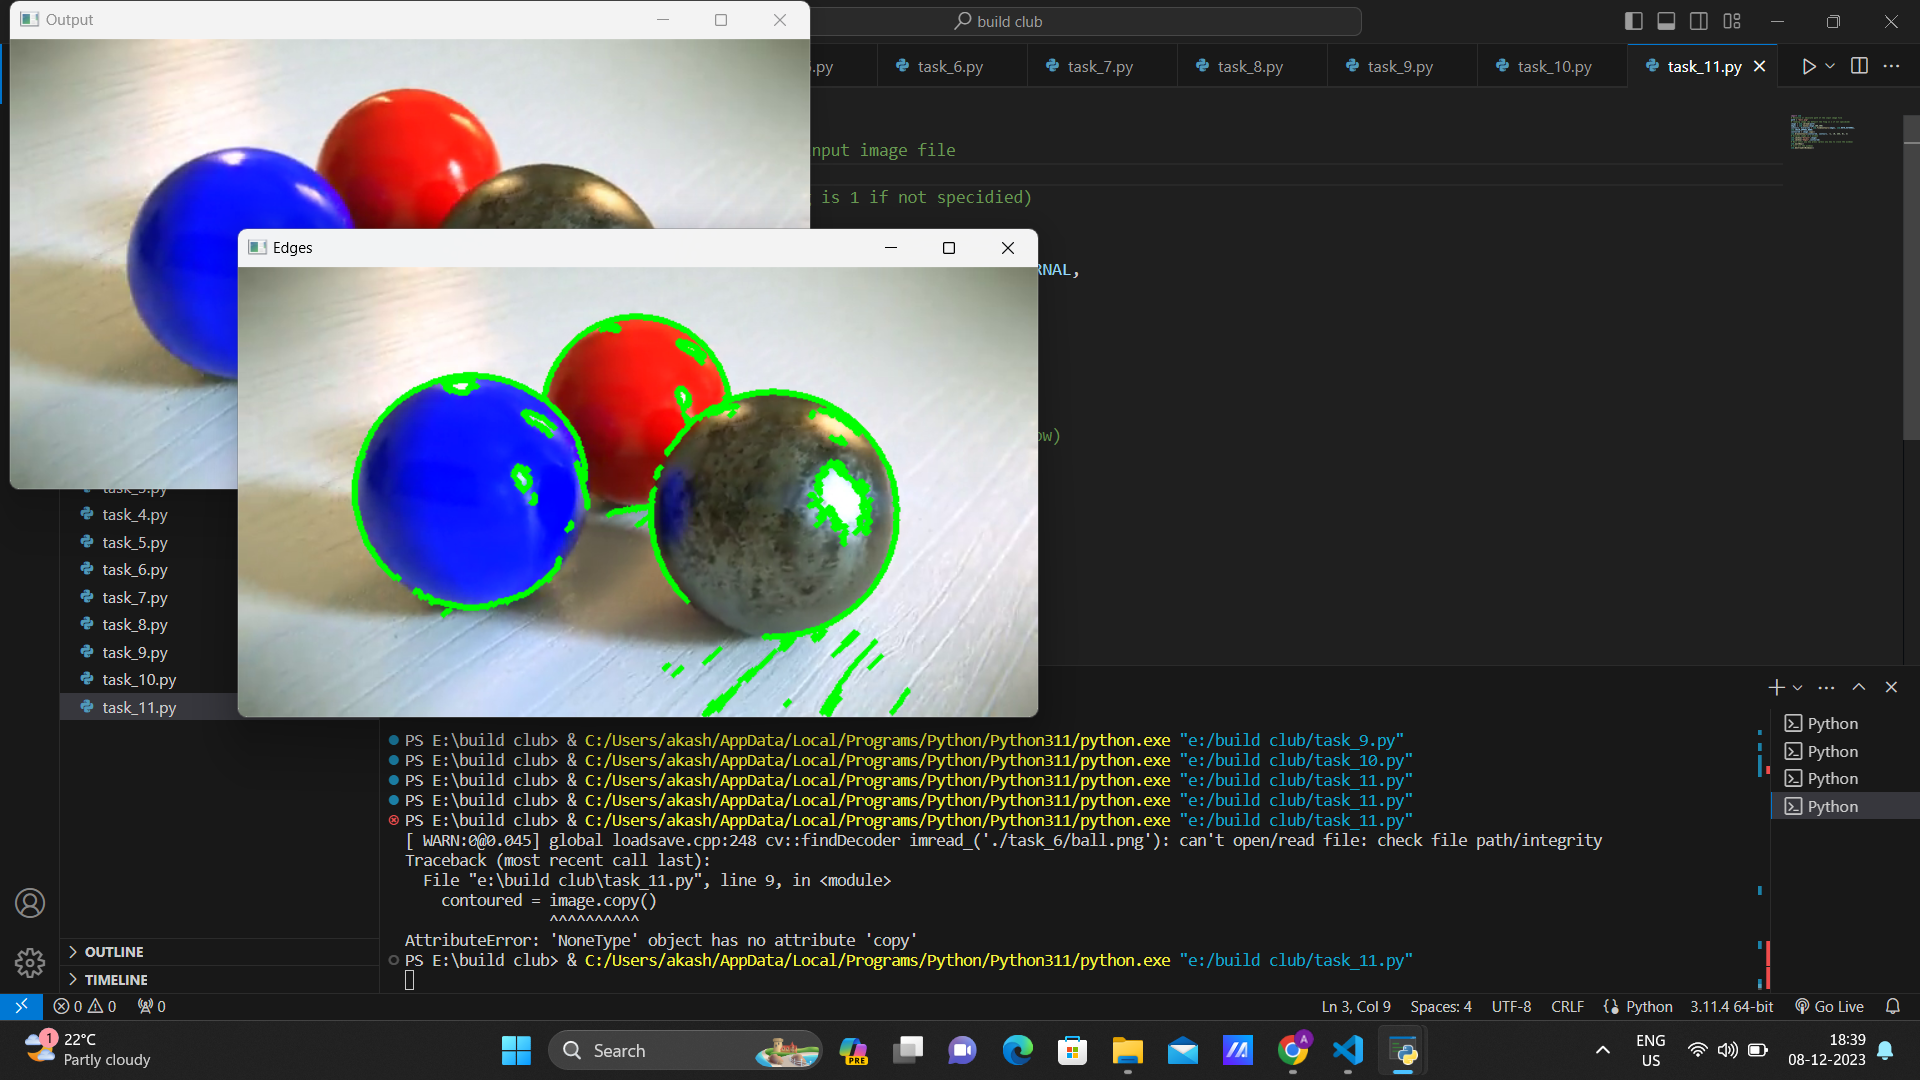 Output
build club
.py
task_6.py
task_7.py
task_8.py
task_9.py
task_10.py
task_11.py
nput image file
is 1 if not specidied)
Edges
RNAL,
ow)
task_4.py
task_5.py
task_6.py
task_7.py
task_8.py
task_9.py
task_10.py
task_11.py
PS E:\build club> & C:/Users/akash/AppData/Local/Programs/Python/Python311/python.exe "e:/build club/task_9.py"
PS E:\build club> & C:/Users/akash/AppData/Local/Programs/Python/Python311/python.exe "e:/build club/task_10.py"
PS E:\build club> & C:/Users/akash/AppData/Local/Programs/Python/Python311/python.exe "e:/build club/task_11.py"
PS E:\build club> & C:/Users/akash/AppData/Local/Programs/Python/Python311/python.exe "e:/build club/task_11.py"
PS E:\build club> & C:/Users/akash/AppData/Local/Programs/Python/Python311/python.exe "e:/build club/task_11.py"
[ WARN:0@0.045] global loadsave.cpp:248 cv::findDecoder imread_('./task_6/ball.png'): can't open/read file: check file path/integrity
Traceback (most recent call last):
File "e:\build club\task_11.py", line 9, in <module>
contoured = image.copy()
^^^^^^^^^^
AttributeError: 'NoneType' object has no attribute 'copy'
PS E:\build club> & C:/Users/akash/AppData/Local/Programs/Python/Python311/python.exe "e:/build club/task_11.py"
Python
Python
Python
Python
OUTLINE
TIMELINE
0 0 0
Ln 3, Col 9 Spaces: 4 UTF-8 CRLF Python 3.11.4 64-bit Go Live
1
22°C
Partly cloudy
Search
PRE
A
ENG
US
18:39
08-12-2023